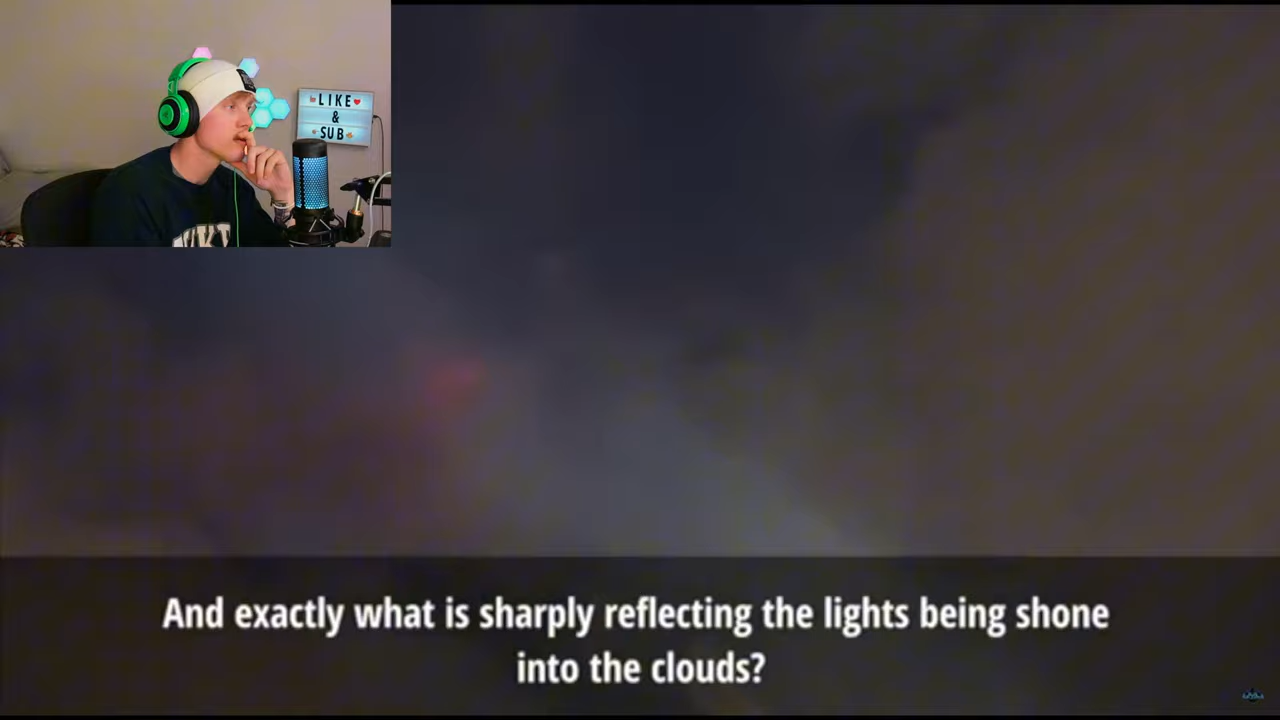 LIKE
&
SUB
And exactly what is sharply reflecting the lights being shone
into the clouds?